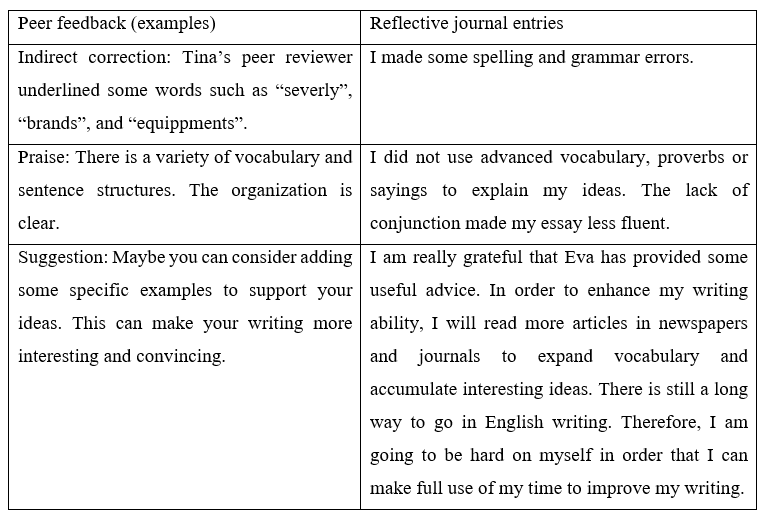 Peer feedback (examples)
Reflective journal entries
Indirect correction: Tina’s peer reviewer
underlined some words such as “severly”,
“brands”, and “equippments”.
I made some spelling and grammar errors.
Praise: There is a variety of vocabulary and
sentence structures. The organization is
clear.
I did not use advanced vocabulary, proverbs or
sayings to explain my ideas. The lack of
conjunction made my essay less fluent.
Suggestion: Maybe you can consider adding
some specific examples to support your
ideas. This can make your writing more
interesting and convincing.
I am really grateful that Eva has provided some
useful advice. In order to enhance my writing
ability, I will read more articles in newspapers
and journals to expand vocabulary and
accumulate interesting ideas. There is still a long
way to go in English writing. Therefore, I am
going to be hard on myself in order that I can
make full use of my time to improve my writing.